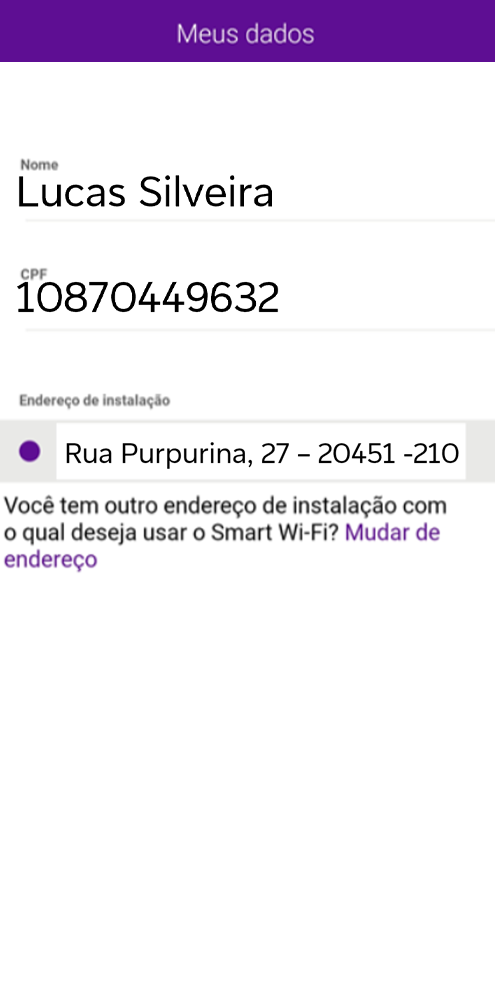 Meus dados
Nome
Lucas Silveira
CPF
10870449632
Endereço de instalação
Rua Purpurina, 27 – 20451 -210
Você tem outro endereço de instalação com
o qual deseja usar o Smart Wi-Fi? Mudar de
endereço